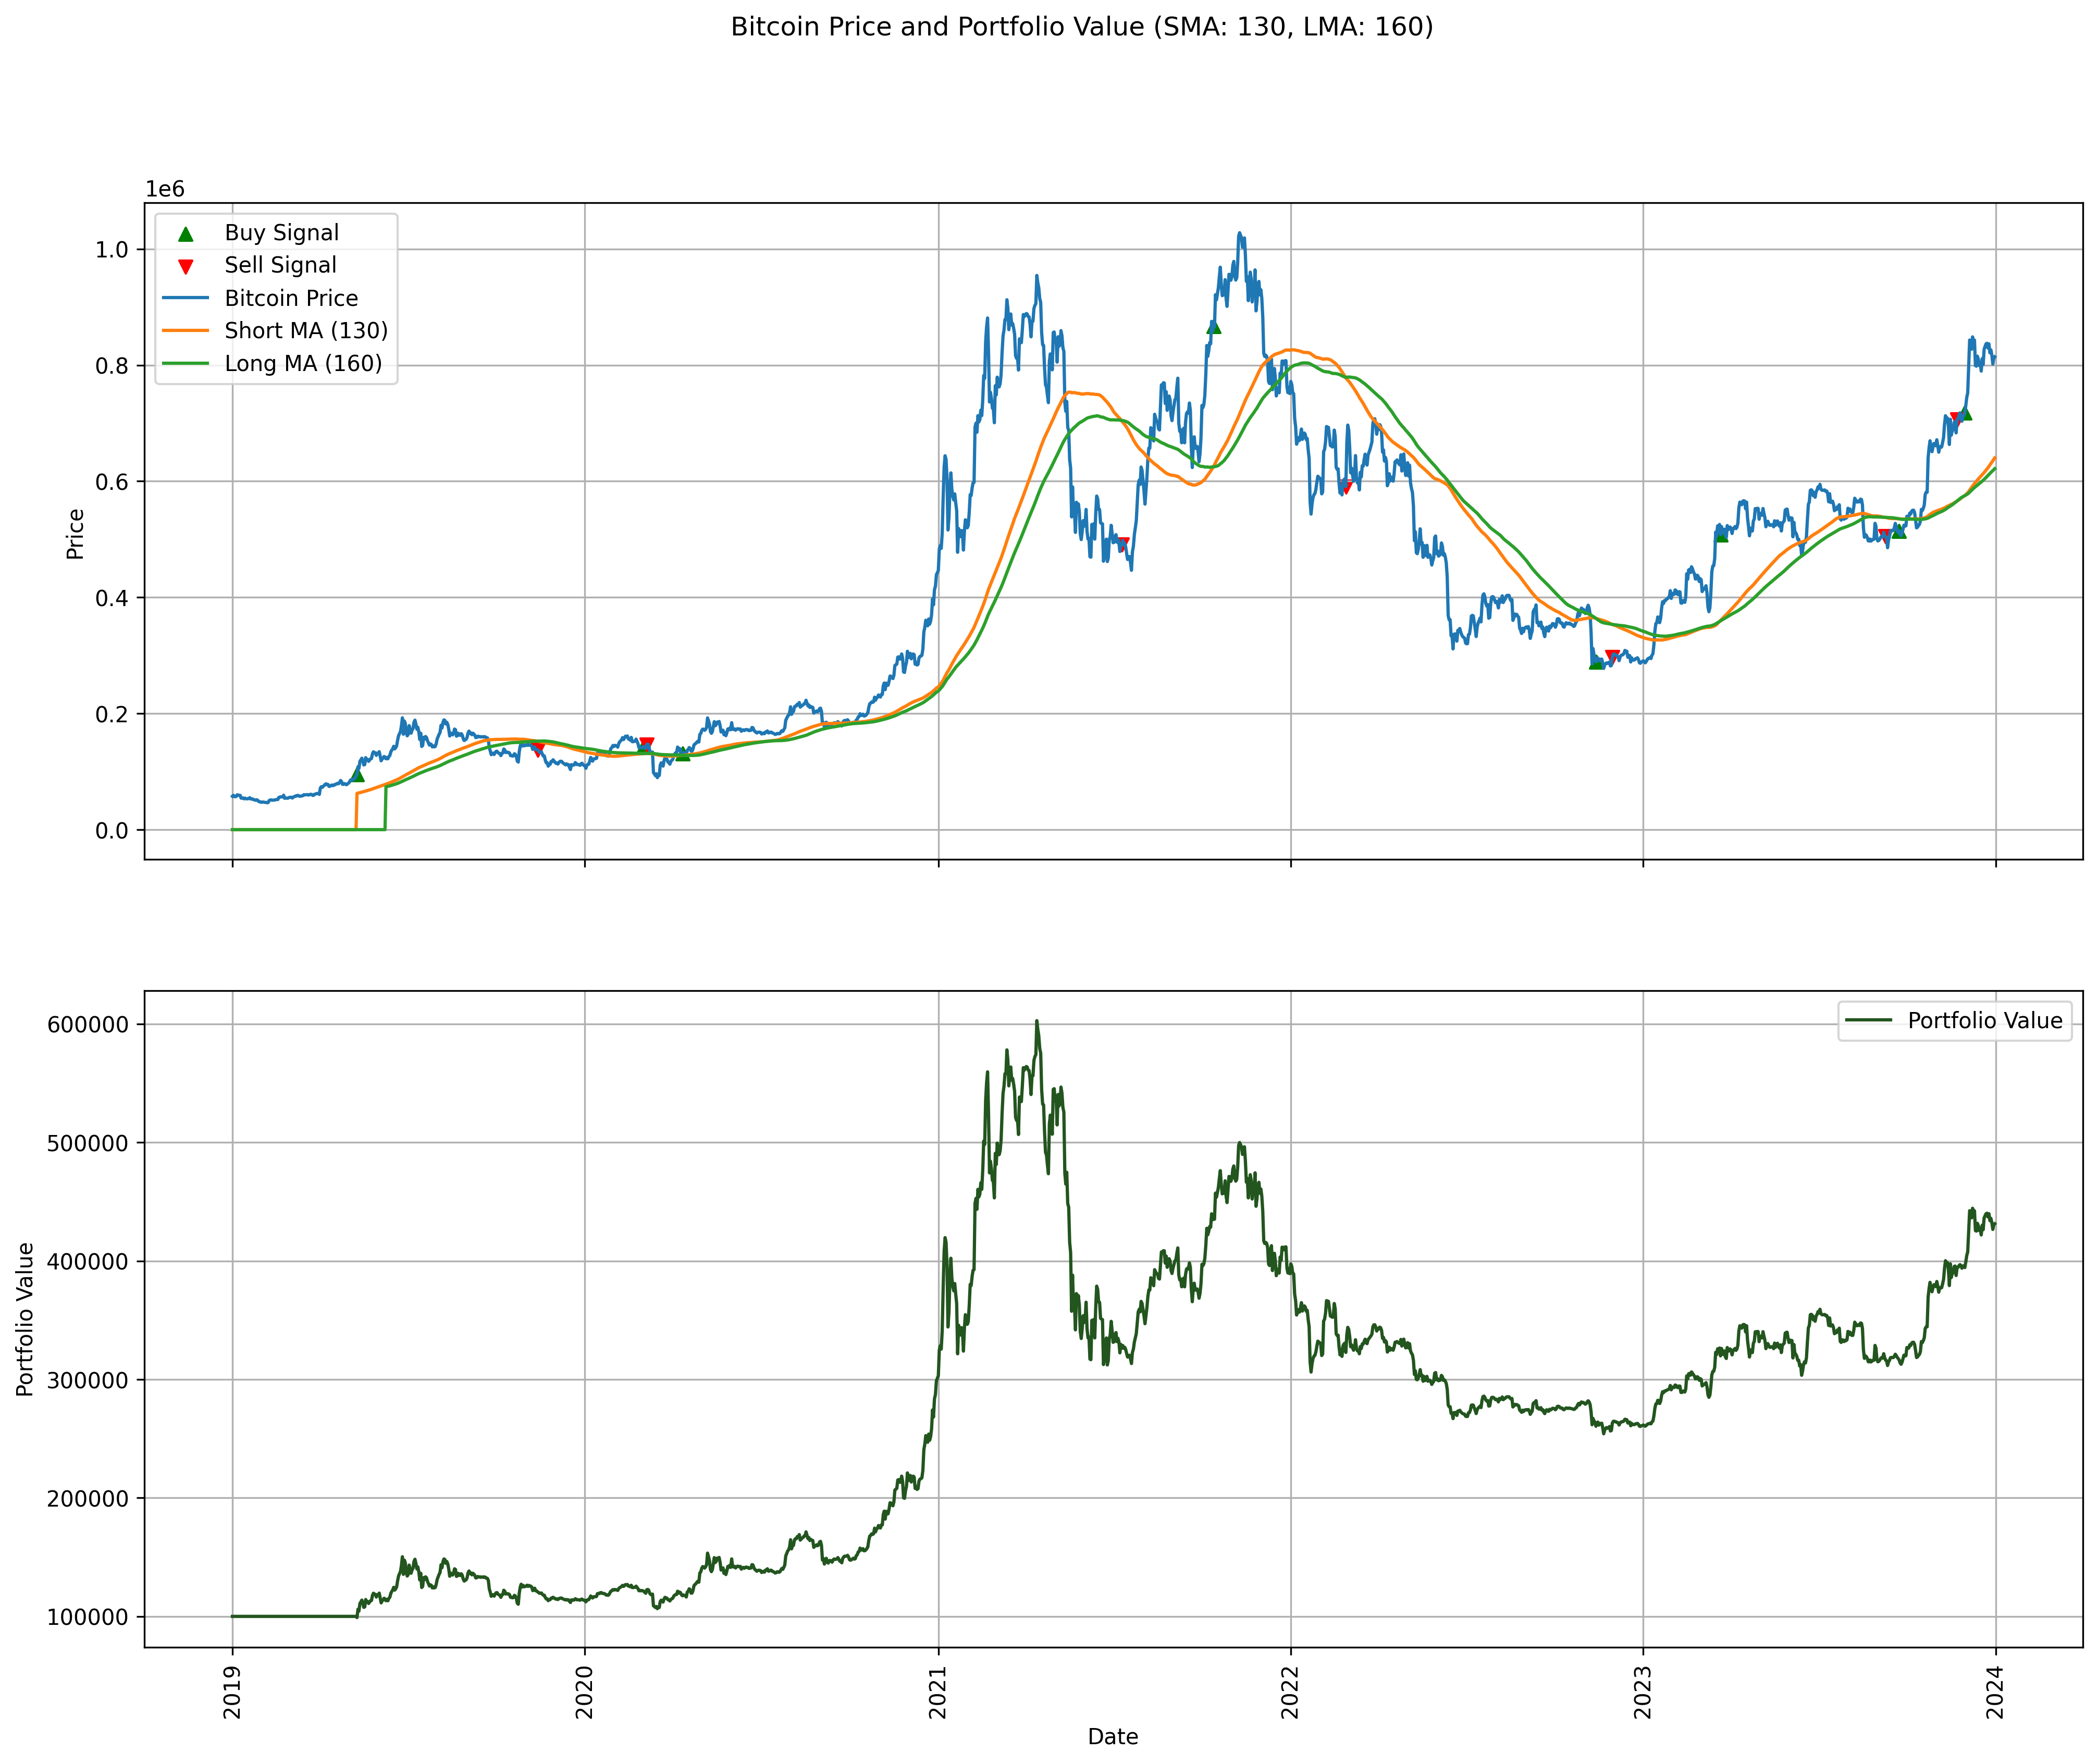 Bitcoin Price and Portfolio Value (SMA: 130, LMA: 160)
1e6
Buy Signal
Sell Signal
Bitcoin Price
Short MA (130)
Long MA (160)
1.0
0.8
0.6
0.4
0.2
0.0
Price
Portfolio Value
600000
500000
400000
300000
200000
100000
Portfolio Value
2019
2020
2021
2022
2023
2024
Date